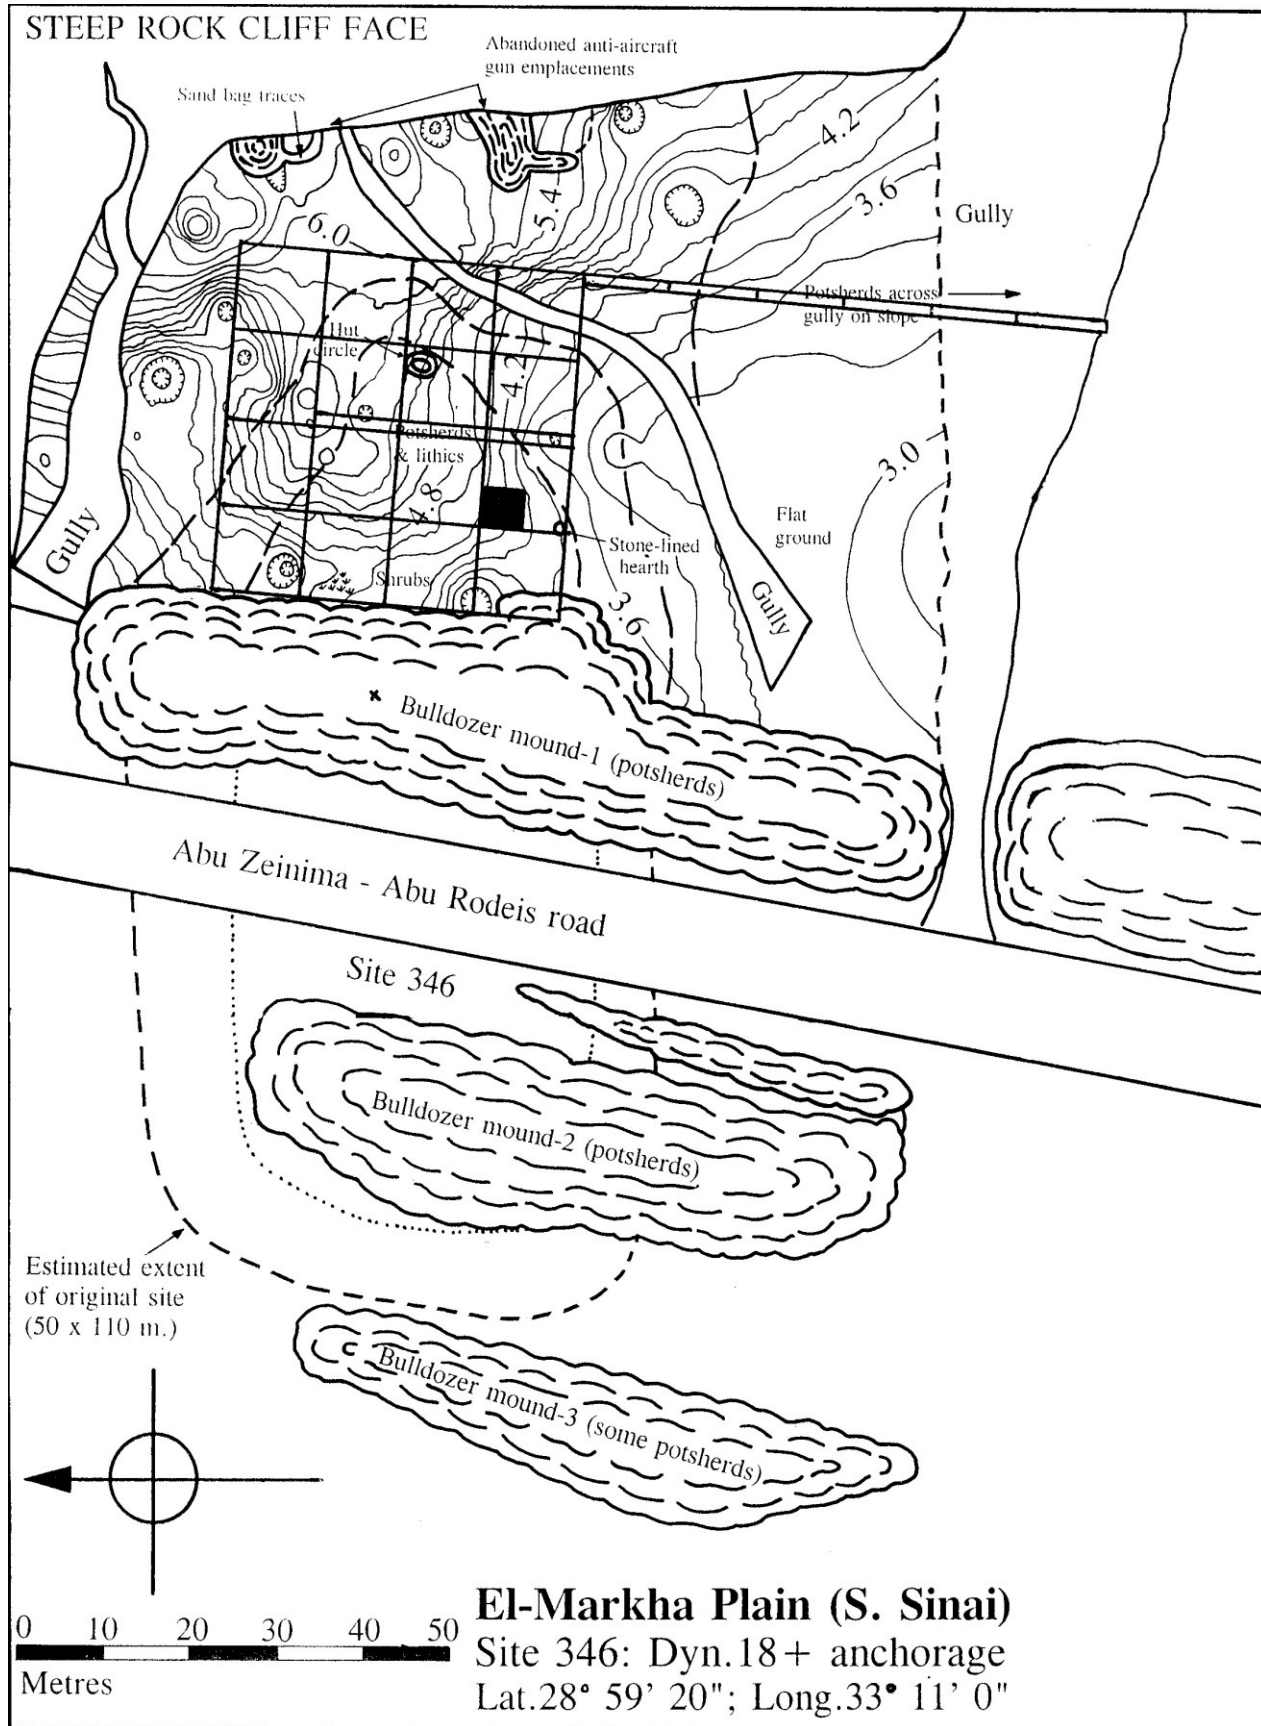 STEEP ROCK CLIFF FACE
Abandoned anti-aircraft
gun emplacements
Sand bag traces
4.2
3.6
5.4
6.0
Gully
Potsherds across
gully on slope
Hut
circle
4.2
Potsherds
& lithics
3.0
4.8
Flat
ground
Gully
Stone-lined
hearth
Shrubs
3.6
Gully
Bulldozer mound-1 (potsherds)
Abu Zeinima - Abu Rodeis road
Site 346
Bulldozer mound-2 (potsherds)
Estimated extent
of original site
(50 x 110 m.)
Bulldozer mound-3 (some potsherds)
0 10 20 30 40 50
Metres
El-Markha Plain (S. Sinai)
Site 346: Dyn.18+ anchorage
Lat.28° 59' 20"; Long.33° 11' 0"